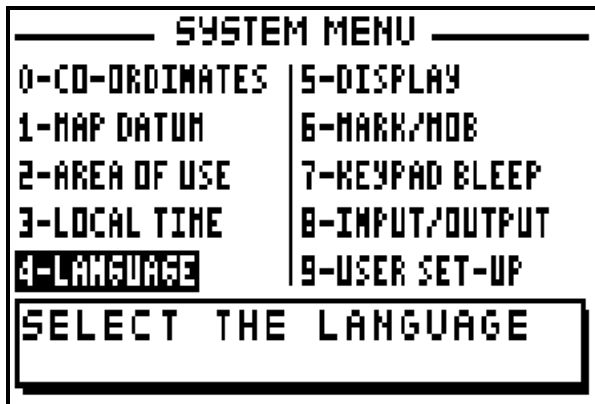 SYSTEM MENU
0-CO-ORDINATES
1-MAP DATUM
2-AREA OF USE
3-LOCAL TIME
4-LANGUAGE
5-DISPLAY
6-MARK/MOB
7-KEYPAD BLEEP
8-INPUT/OUTPUT
9-USER SET-UP
SELECT THE LANGUAGE